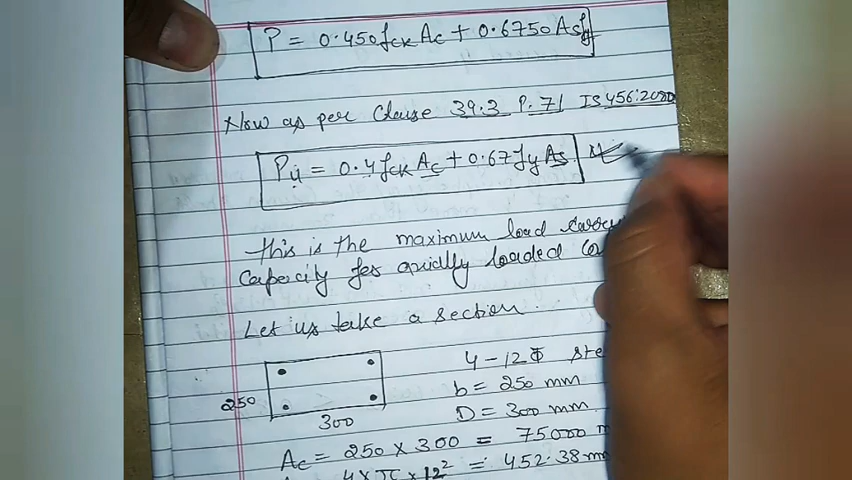 P = 0.450 fck Ac + 0.6750 Asfy
Now as per Clause 39.3 P.71 IS 456:2000
Pu = 0.4 fck Ac + 0.67 fy As
This is the maximum load
Capacity for axially loaded
Let us take a section.
4 - 12Φ
250
b = 250 mm
300
D = 300 mm.
Ac = 250 × 300 = 75000
4 × π × 12² = 452.38 mm